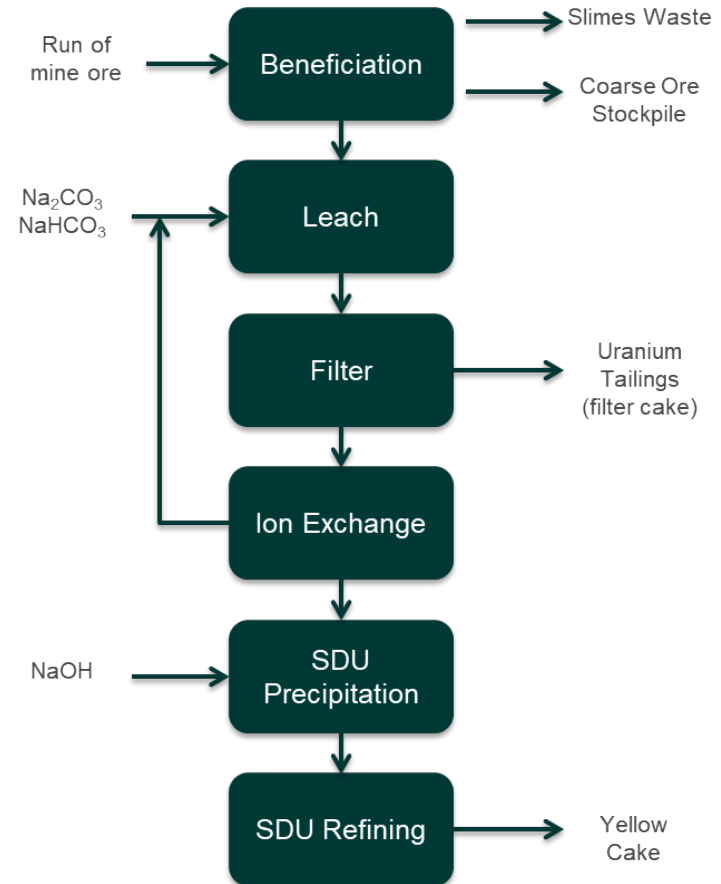 Slimes Waste
Run of
mine ore
Beneficiation
Coarse Ore
Stockpile
Na₂CO₃
NaHCO₃
Leach
Filter
Uranium
Tailings
(filter cake)
Ion Exchange
NaOH
SDU
Precipitation
SDU Refining
Yellow
Cake